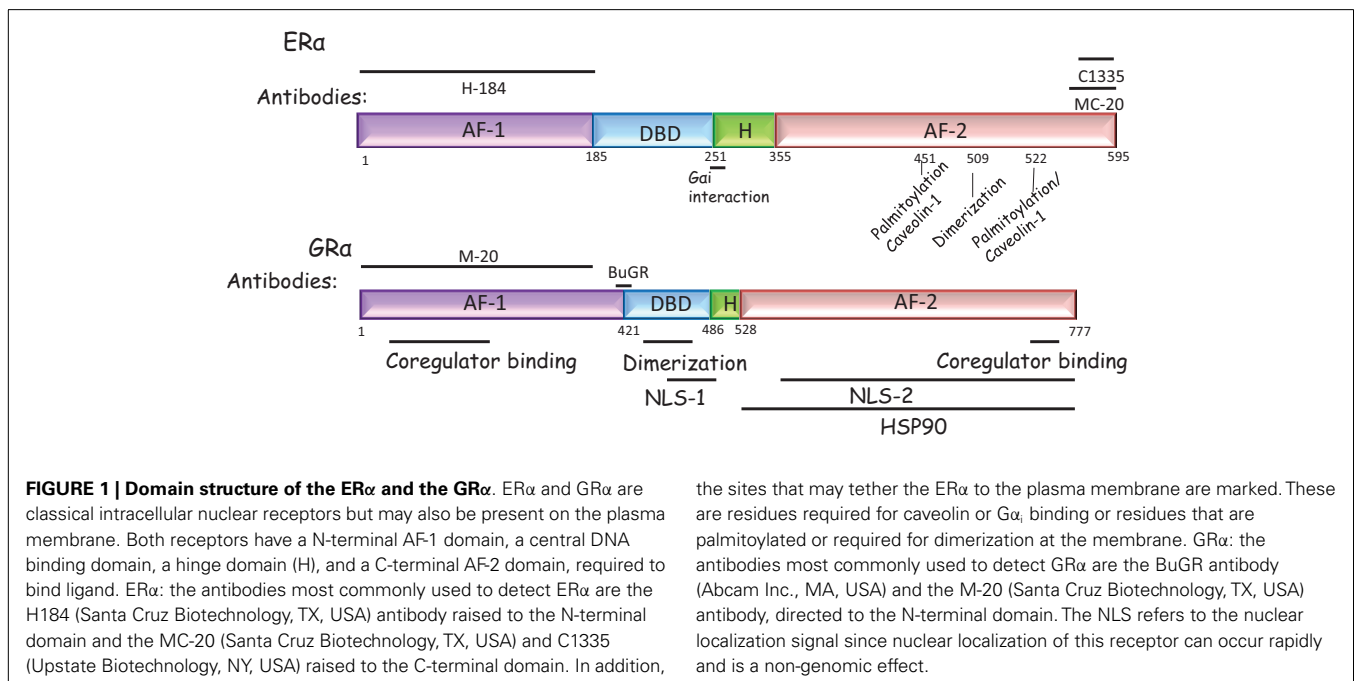 ERα
Antibodies:
H-184
C1335
MC-20
AF-1
DBD
H
AF-2
1
185
251
355
451
509
522
595
Gαi
interaction
Palmitoylation
Caveolin-1
Dimerization
Palmitoylation/
Caveolin-1
GRα
Antibodies:
M-20
BuGR
AF-1
DBD
H
AF-2
1
421
486
528
777
Coregulator binding
Dimerization
Coregulator binding
NLS-1
NLS-2
HSP90
FIGURE 1 | Domain structure of the ERα and the GRα. ERα and GRα are
classical intracellular nuclear receptors but may also be present on the plasma
membrane. Both receptors have a N-terminal AF-1 domain, a central DNA
binding domain, a hinge domain (H), and a C-terminal AF-2 domain, required to
bind ligand. ERα: the antibodies most commonly used to detect ERα are the
H184 (Santa Cruz Biotechnology, TX, USA) antibody raised to the N-terminal
domain and the MC-20 (Santa Cruz Biotechnology, TX, USA) and C1335
(Upstate Biotechnology, NY, USA) raised to the C-terminal domain. In addition,
the sites that may tether the ERα to the plasma membrane are marked. These
are residues required for caveolin or Gαi binding or residues that are
palmitoylated or required for dimerization at the membrane. GRα: the
antibodies most commonly used to detect GRα are the BuGR antibody
(Abcam Inc., MA, USA) and the M-20 (Santa Cruz Biotechnology, TX, USA)
antibody, directed to the N-terminal domain. The NLS refers to the nuclear
localization signal since nuclear localization of this receptor can occur rapidly
and is a non-genomic effect.